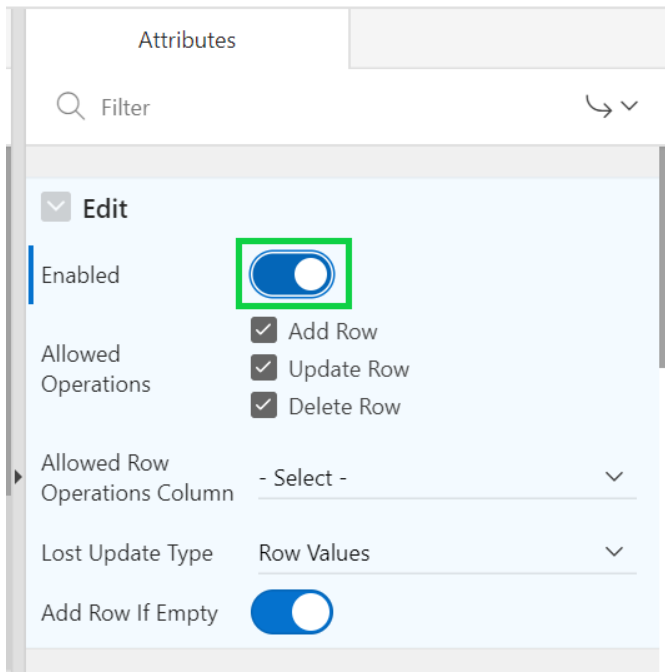 Attributes
Filter
Edit
Enabled
Allowed
Operations
Add Row
Update Row
Delete Row
Allowed Row
Operations Column
- Select -
Lost Update Type
Row Values
Add Row If Empty